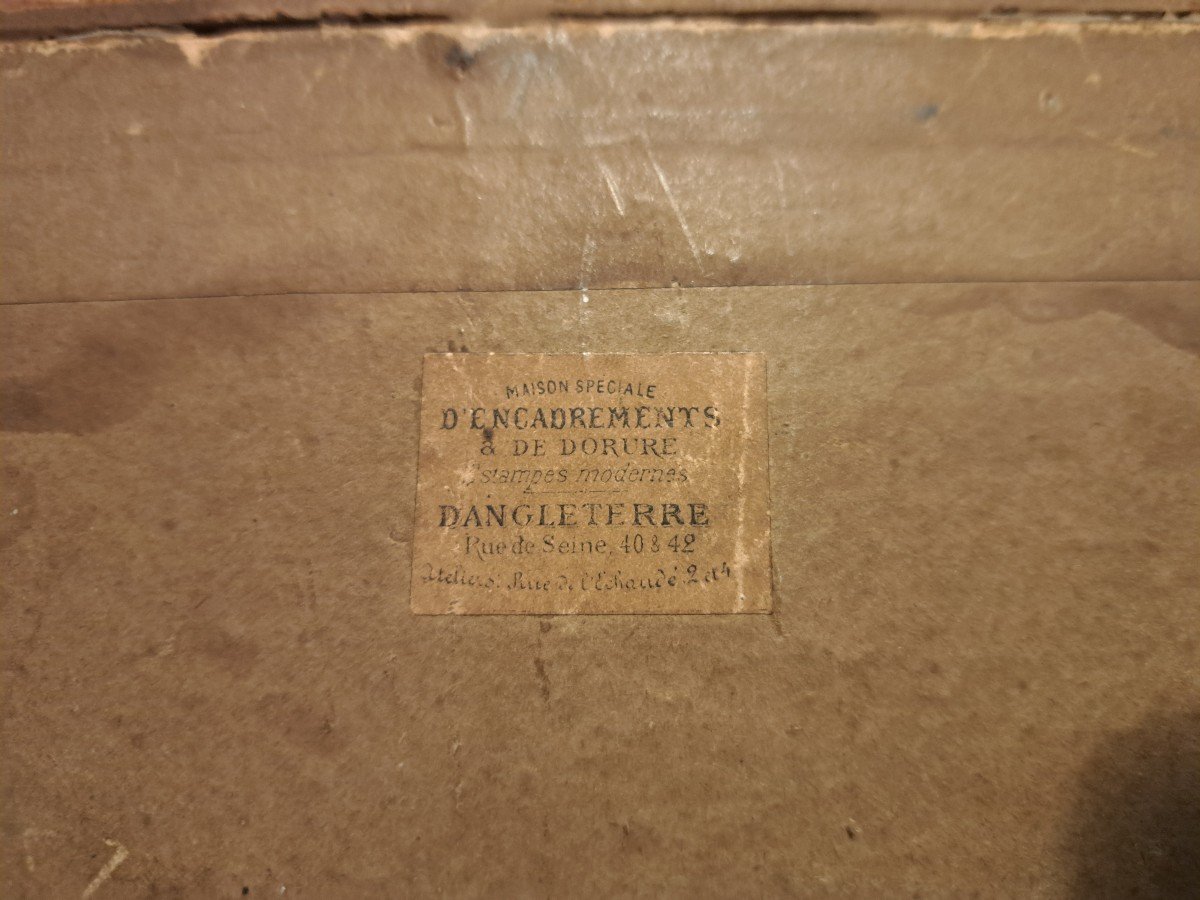 MAISON SPECIALE
D'ENCADREMENTS
& DE DORURE
Estampes modernes
DANGLETERRE
Rue de Seine, 40 & 42
Ateliers: Rue de l'Echaudé 2 et 4